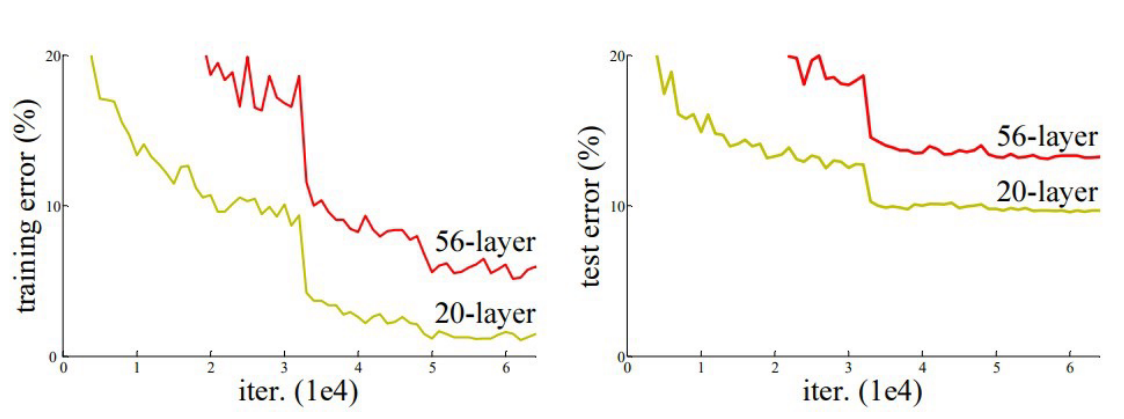 20
10
0
training error (%)
56-layer
20-layer
0 1 2 3 4 5 6
iter. (1e4)
20
10
0
test error (%)
56-layer
20-layer
0 1 2 3 4 5 6
iter. (1e4)